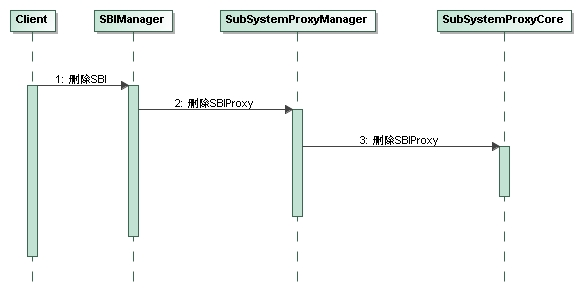 Client
SBIManager
SubSystemProxyManager
SubSystemProxyCore
1: 删除SBI
2: 删除SBIProxy
3: 删除SBIProxy